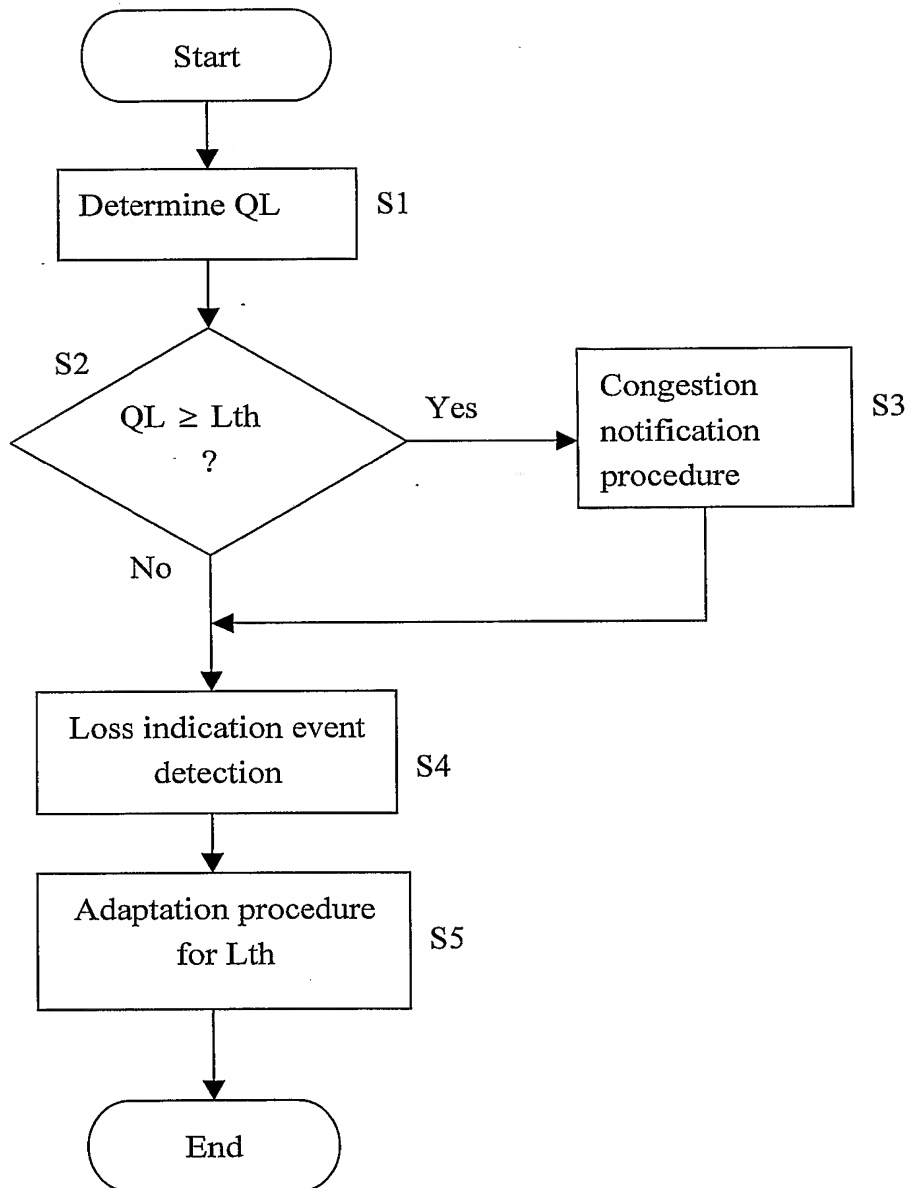 Start
Determine QL
S1
S2
QL ≥ Lth
?
Yes
Congestion
notification
procedure
S3
No
Loss indication event
detection
S4
Adaptation procedure
for Lth
S5
End